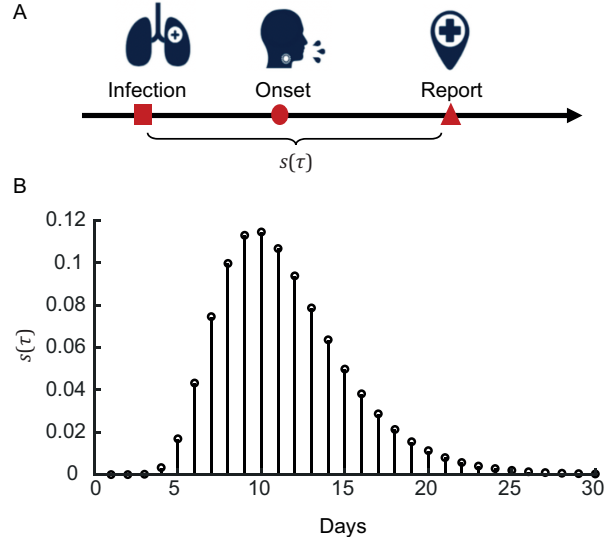 A
Infection Onset Report
s(τ)
B
0.12
0.1
0.08
0.06
0.04
0.02
0
s(τ)
0 5 10 15 20 25 30
Days